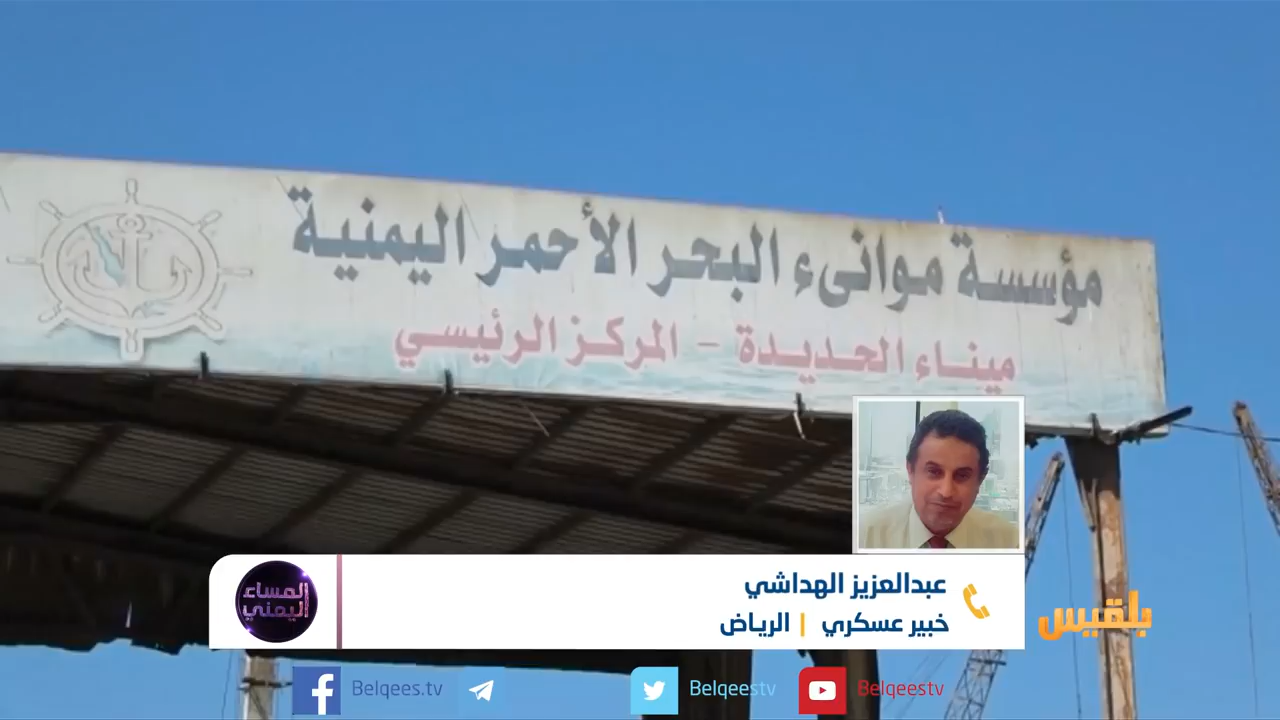 مؤسسة موانىء البحر الأحمر اليمنية
ميناء الحديدة - المركز الرئيسي
عبدالعزيز الهداشي
خبير عسكري | الرياض
المساء
اليمني
بلقيس
Belqees.tv
Belqeestv
Belqeestv